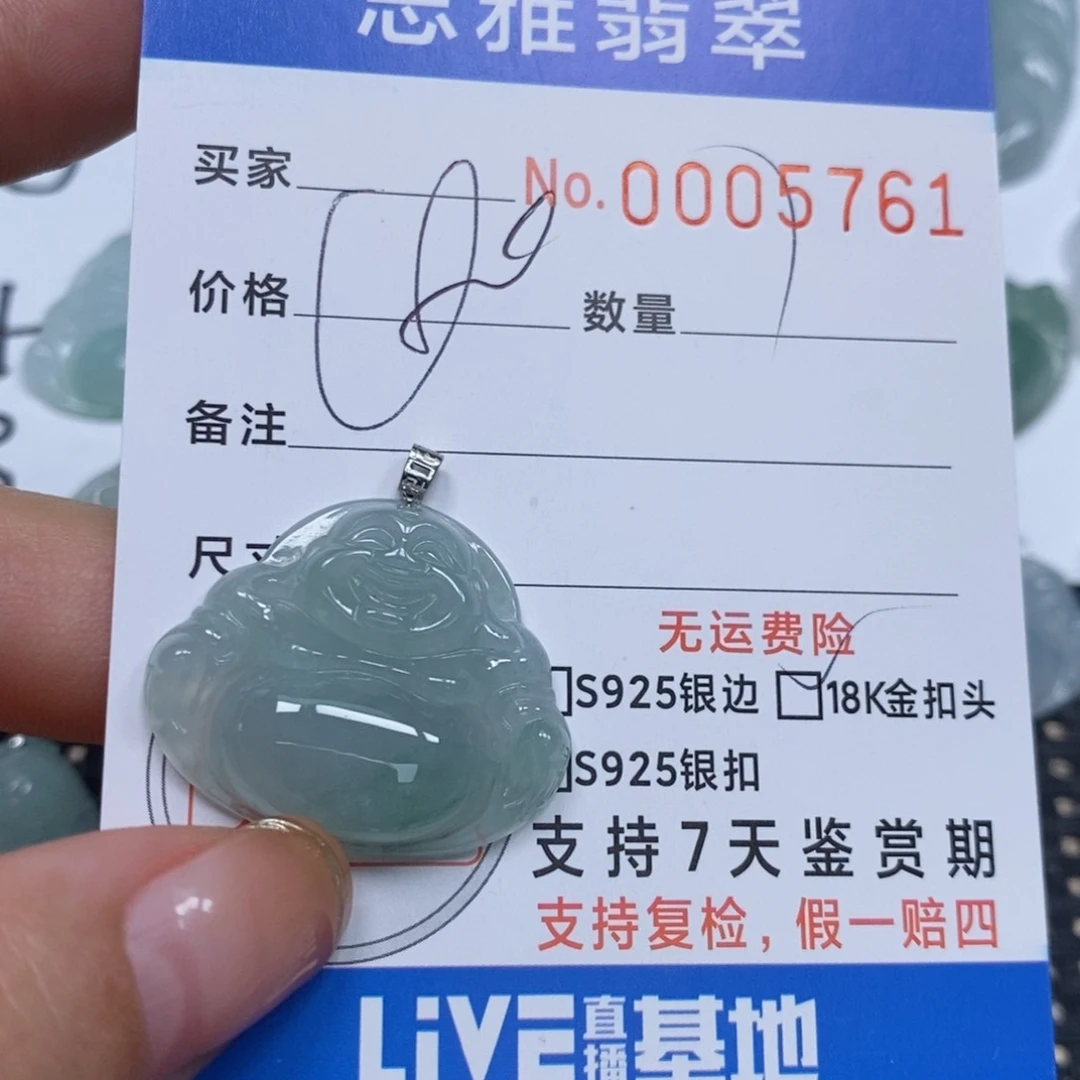 雅翡翠
买家 No.0005761
价格 数量
备注
尺寸
无运费险
S925银边 18K金扣头
S925银扣
支持7天鉴赏期
支持复检，假一赔四
LiVE直播基地